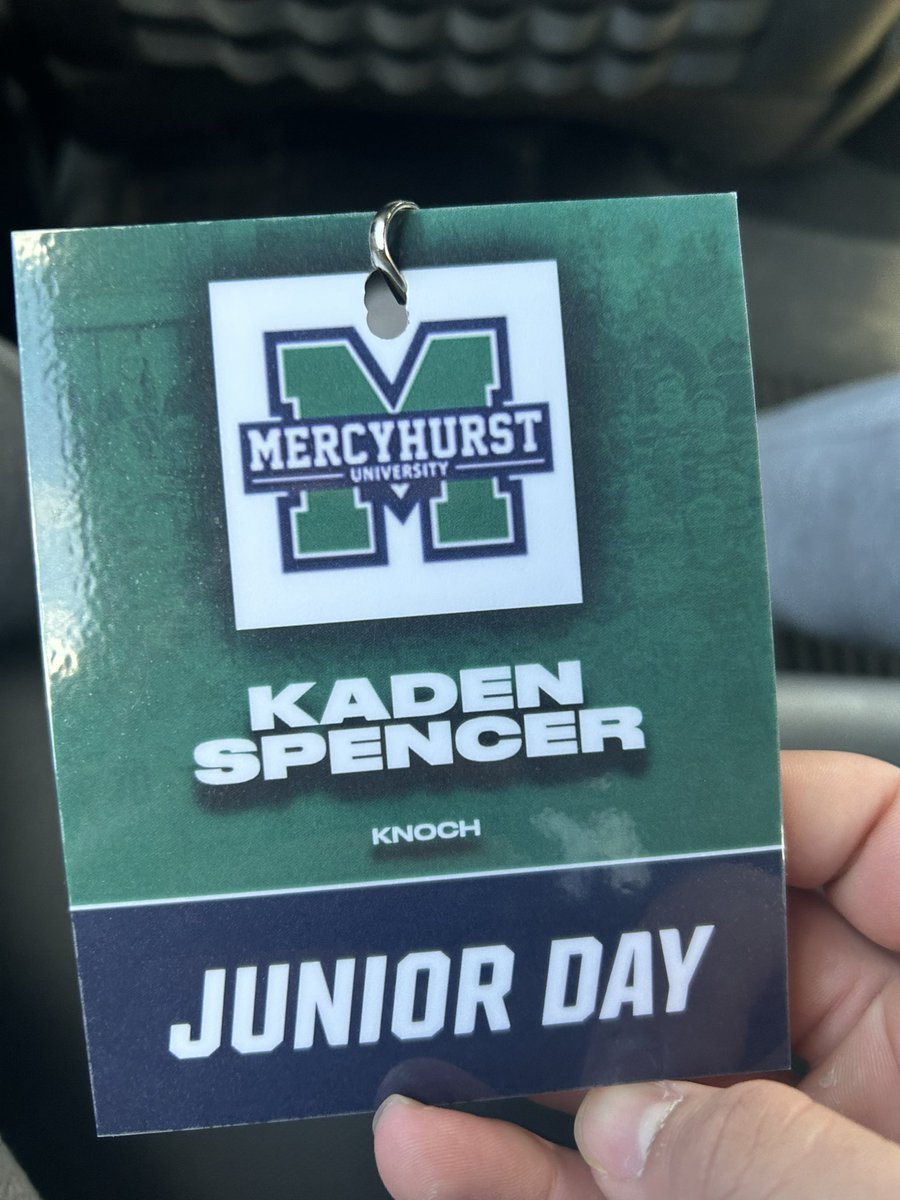 MERCYHURST
UNIVERSITY
KADEN
SPENCER
KNOCH
JUNIOR DAY